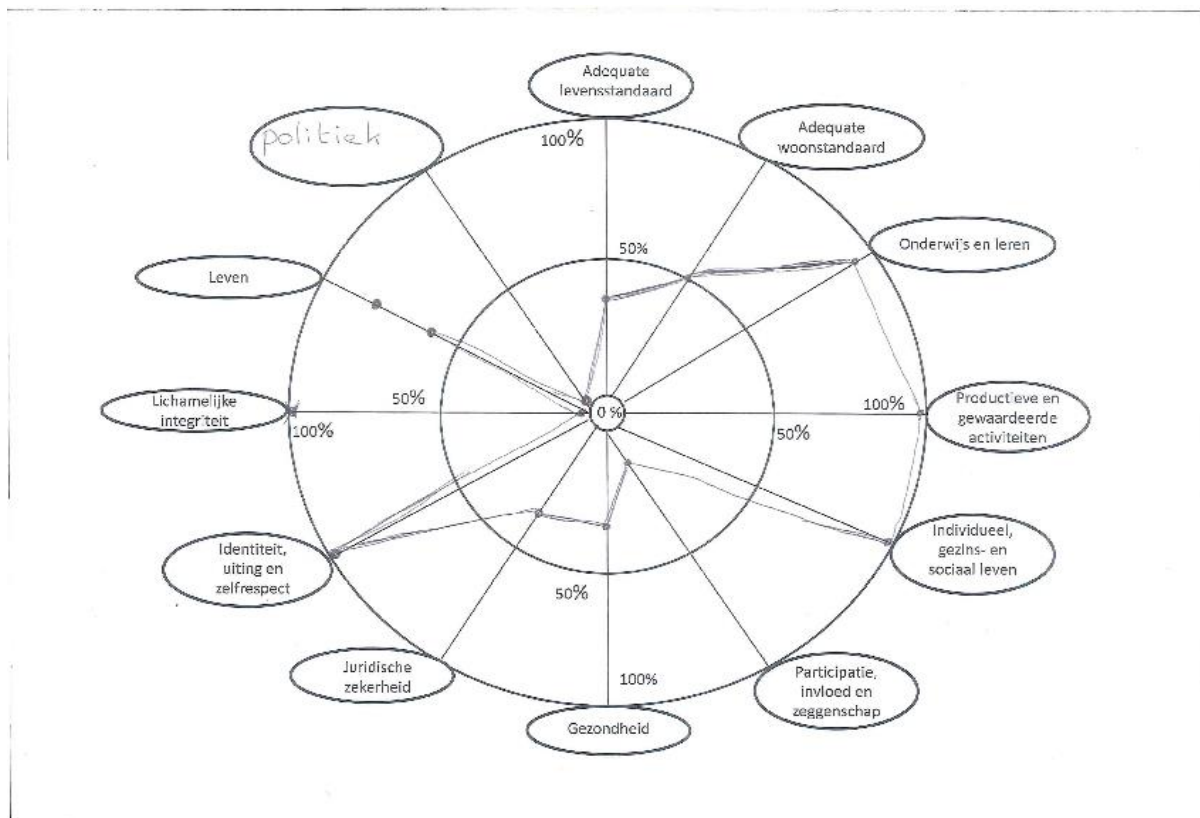 Adequate
levensstandaard
politiek
100%
Adequate
woonstandaard
50%
Onderwijs en leren
Leven
Lichamelijke
integriteit
50%
100%
0 %
100%
50%
Productieve en
gewaardeerde
activiteiten
Identiteit,
uiting en
zelfrespect
Individueel,
gezins- en
sociaal leven
50%
Juridische
zekerheid
100%
Participatie,
invloed en
zeggenschap
Gezondheid